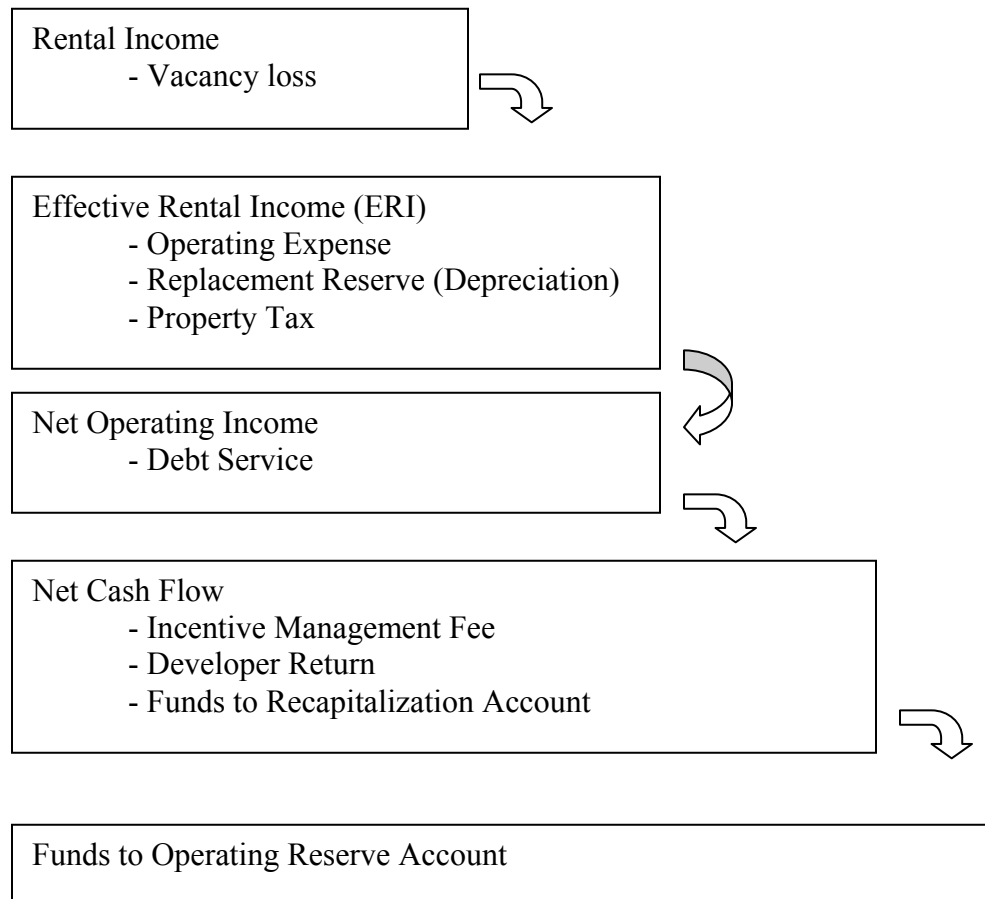 Rental Income
- Vacancy loss
Effective Rental Income (ERI)
- Operating Expense
- Replacement Reserve (Depreciation)
- Property Tax
Net Operating Income
- Debt Service
Net Cash Flow
- Incentive Management Fee
- Developer Return
- Funds to Recapitalization Account
Funds to Operating Reserve Account